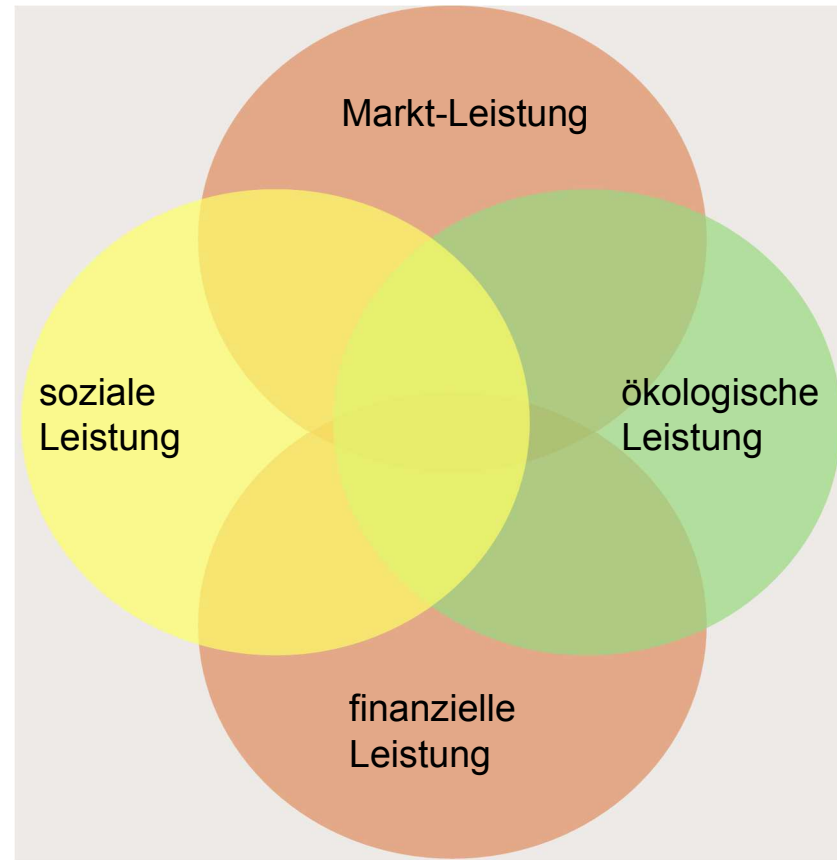 Markt-Leistung
soziale
Leistung
ökologische
Leistung
finanzielle
Leistung